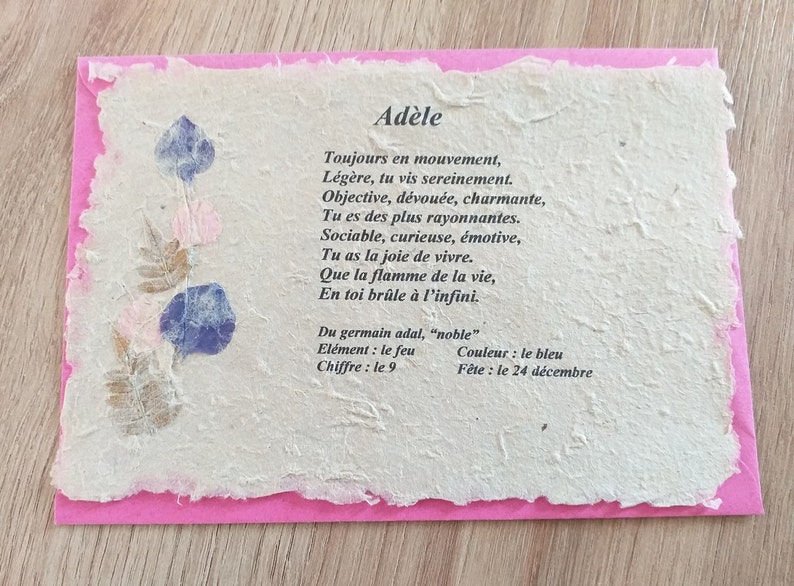 Adèle
Toujours en mouvement,
Légère, tu vis sereinement.
Objective, dévouée, charmante,
Tu es des plus rayonnantes.
Sociable, curieuse, émotive,
Tu as la joie de vivre.
Que la flamme de la vie,
En toi brûle à l'infini.
Du germain adal, “noble”
Elément : le feu Couleur : le bleu
Chiffre : le 9 Fête : le 24 décembre